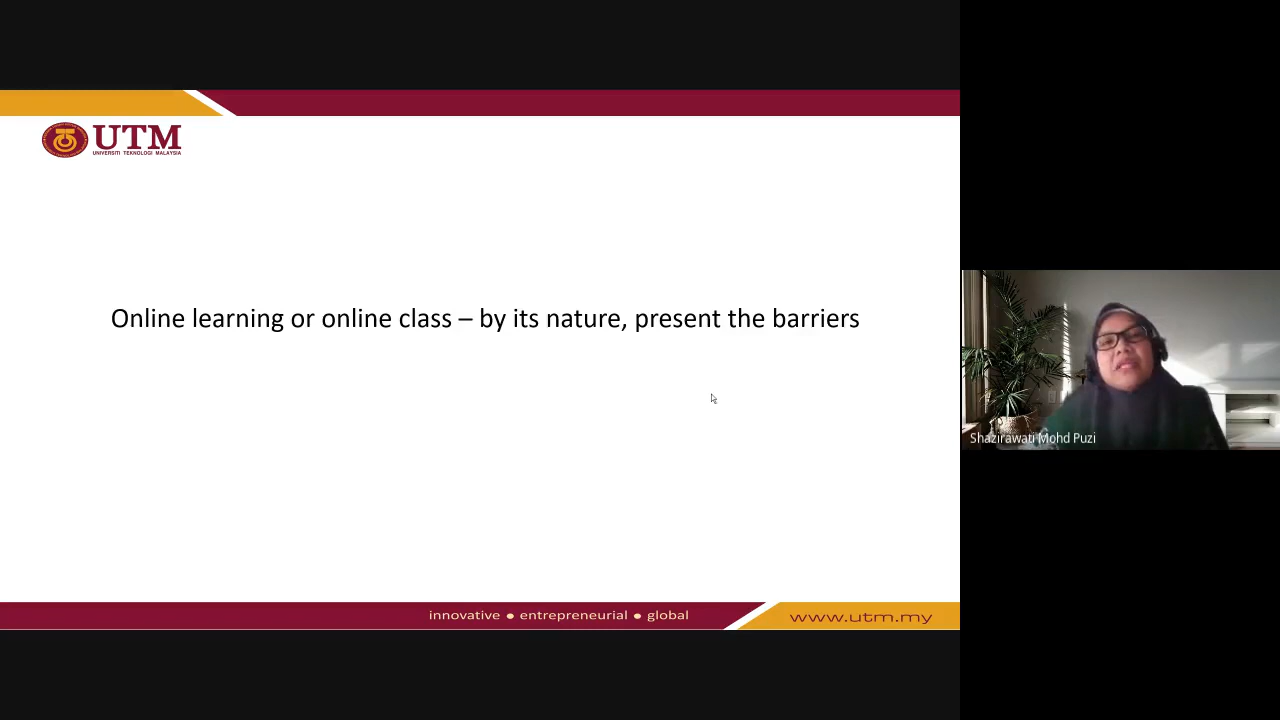 UTM
UNIVERSITI TEKNOLOGI MALAYSIA
Online learning or online class – by its nature, present the barriers
Shazirawati Mohd Puzi
innovative ● entrepreneurial ● global
www.utm.my